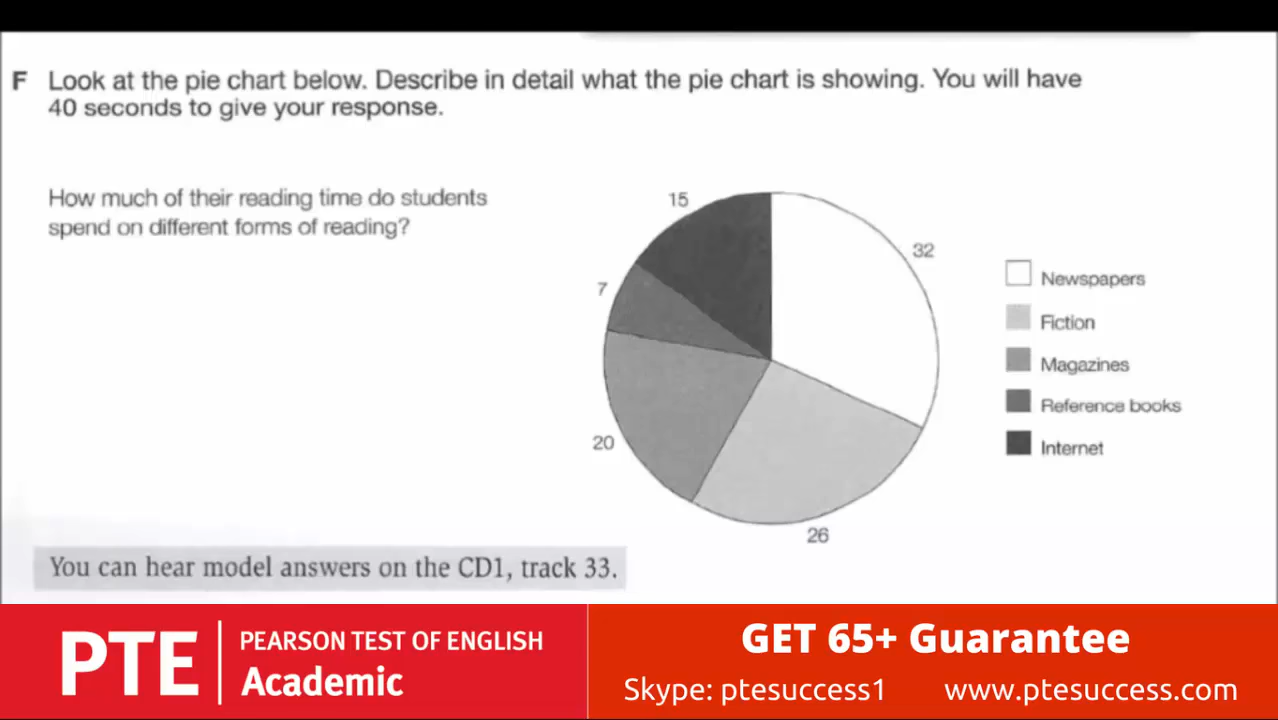 F Look at the pie chart below. Describe in detail what the pie chart is showing. You will have
40 seconds to give your response.
How much of their reading time do students
spend on different forms of reading?
15
32
7
20
26
Newspapers
Fiction
Magazines
Reference books
Internet
You can hear model answers on the CD1, track 33.
PTE
PEARSON TEST OF ENGLISH
Academic
GET 65+ Guarantee
Skype: ptesuccess1 www.ptesuccess.com